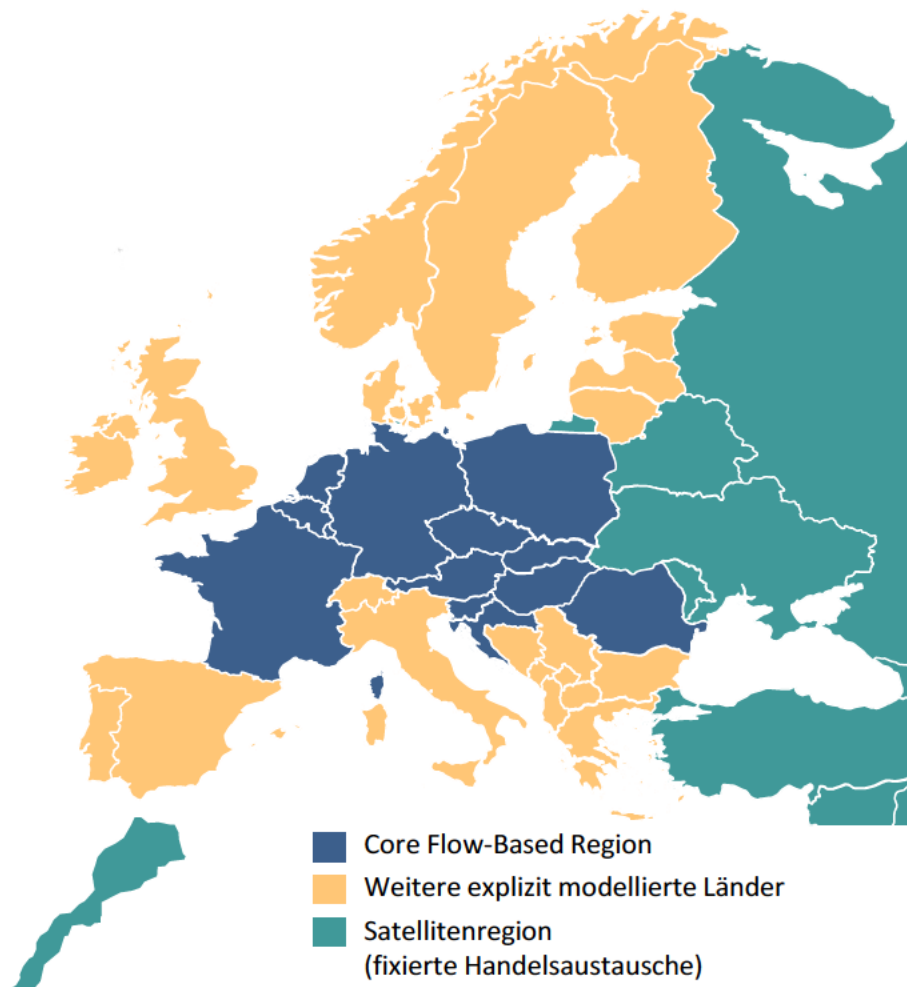 Core Flow-Based Region
Weitere explizit modellierte Länder
Satellitenregion
(fixierte Handelsaustausche)